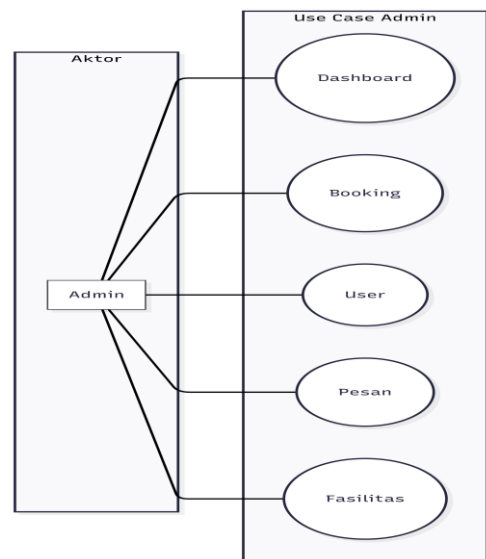 Use Case Admin
Aktor
Dashboard
Booking
Admin
User
Pesan
Fasilitas